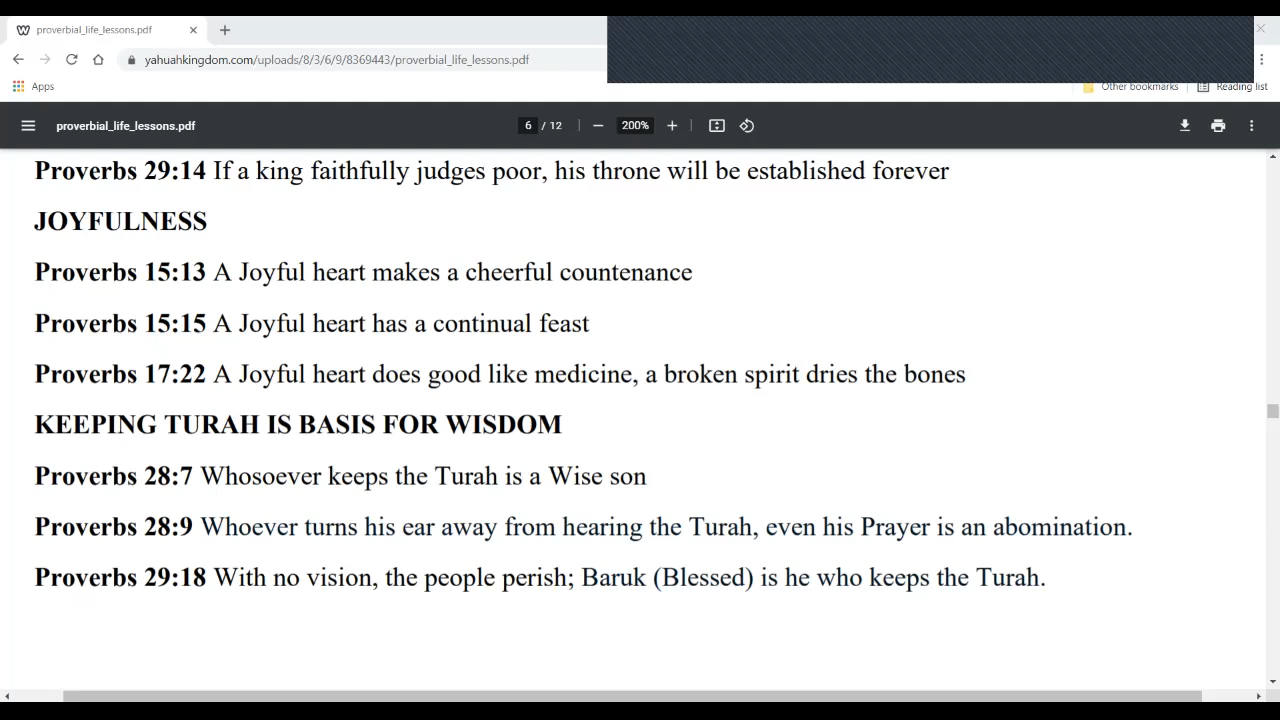 proverbial_life_lessons.pdf
yahuahkingdom.com/uploads/8/3/6/9/8369443/proverbial_life_lessons.pdf
Apps
Other bookmarks
Reading list
proverbial_life_lessons.pdf
6 / 12
200%
Proverbs 29:14 If a king faithfully judges poor, his throne will be established forever
JOYFULNESS
Proverbs 15:13 A Joyful heart makes a cheerful countenance
Proverbs 15:15 A Joyful heart has a continual feast
Proverbs 17:22 A Joyful heart does good like medicine, a broken spirit dries the bones
KEEPING TURAH IS BASIS FOR WISDOM
Proverbs 28:7 Whosoever keeps the Turah is a Wise son
Proverbs 28:9 Whoever turns his ear away from hearing the Turah, even his Prayer is an abomination.
Proverbs 29:18 With no vision, the people perish; Baruk (Blessed) is he who keeps the Turah.